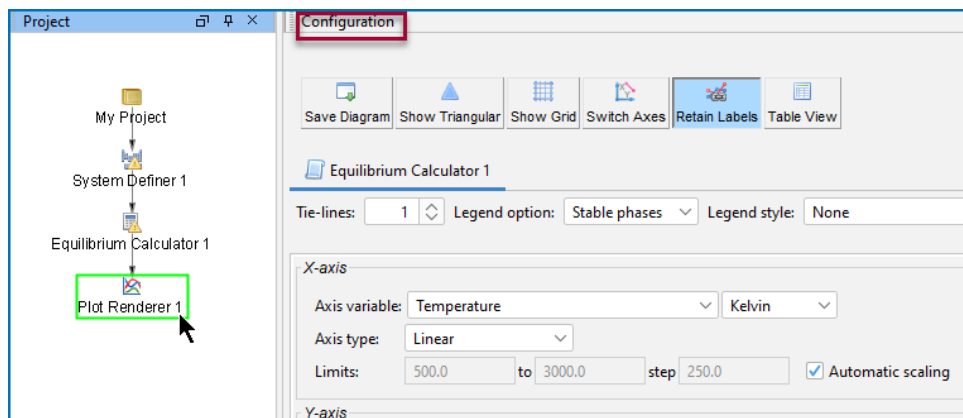 Project
My Project
System Definer 1
Equilibrium Calculator 1
Plot Renderer 1
Configuration
Save Diagram Show Triangular Show Grid Switch Axes Retain Labels Table View
Equilibrium Calculator 1
Tie-lines: 1 Legend option: Stable phases Legend style: None
X-axis
Axis variable: Temperature Kelvin
Axis type: Linear
Limits: 500.0 to 3000.0 step 250.0 Automatic scaling
Y-axis